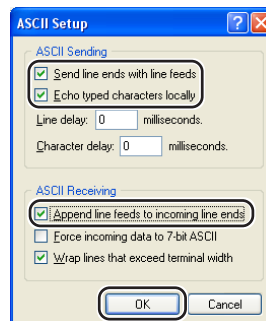 ASCII Setup
ASCII Sending
Send line ends with line feeds
Echo typed characters locally
Line delay: 0 milliseconds.
Character delay: 0 milliseconds.
ASCII Receiving
Append line feeds to incoming line ends
Force incoming data to 7-bit ASCII
Wrap lines that exceed terminal width
OK Cancel